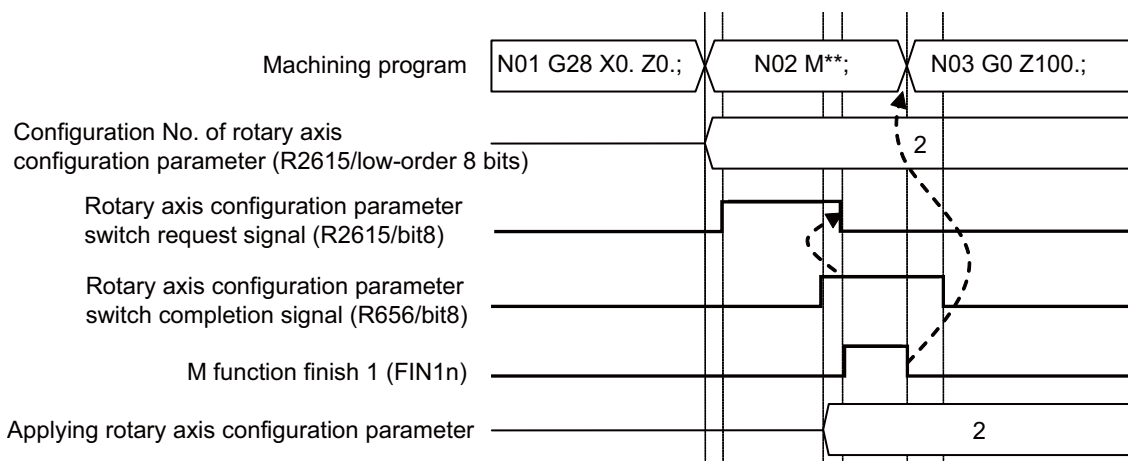 Machining program
N01 G28 X0. Z0.;
N02 M**;
N03 G0 Z100.;
Configuration No. of rotary axis
configuration parameter (R2615/low-order 8 bits)
2
Rotary axis configuration parameter
switch request signal (R2615/bit8)
Rotary axis configuration parameter
switch completion signal (R656/bit8)
M function finish 1 (FIN1n)
Applying rotary axis configuration parameter
2